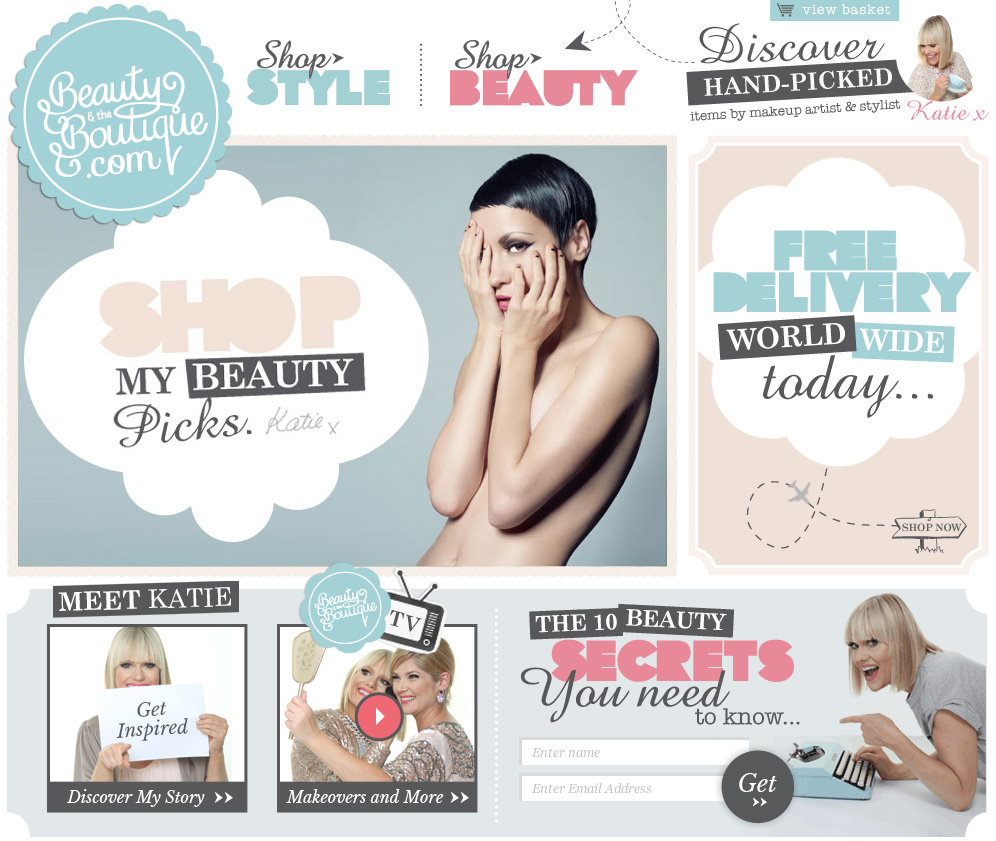 view basket
Beauty
& the
Boutique
.com
Shop
STYLE
Shop
BEAUTY
Discover
HAND-PICKED
items by makeup artist & stylist
Katie x
SHOP
MY BEAUTY
Picks. Katie x
FREE
DELIVERY
WORLD WIDE
today...
SHOP NOW
MEET KATIE
Get
Inspired
Discover My Story
Beauty
& the
Boutique
TV
Makeovers and More
THE 10 BEAUTY
SECRETS
You need
to know...
Enter name
Enter Email Address
Get